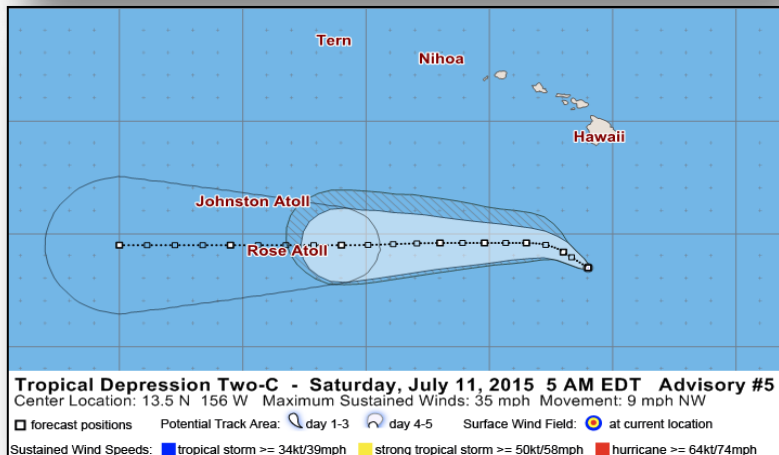 Tern
Nihoa
Hawaii
Johnston Atoll
Rose Atoll
Tropical Depression Two-C - Saturday, July 11, 2015 5 AM EDT Advisory #5
Center Location: 13.5 N 156 W Maximum Sustained Winds: 35 mph Movement: 9 mph NW
forecast positions Potential Track Area: day 1-3 day 4-5 Surface Wind Field: at current location
Sustained Wind Speeds: tropical storm >= 34kt/39mph strong tropical storm >= 50kt/58mph hurricane >= 64kt/74mph